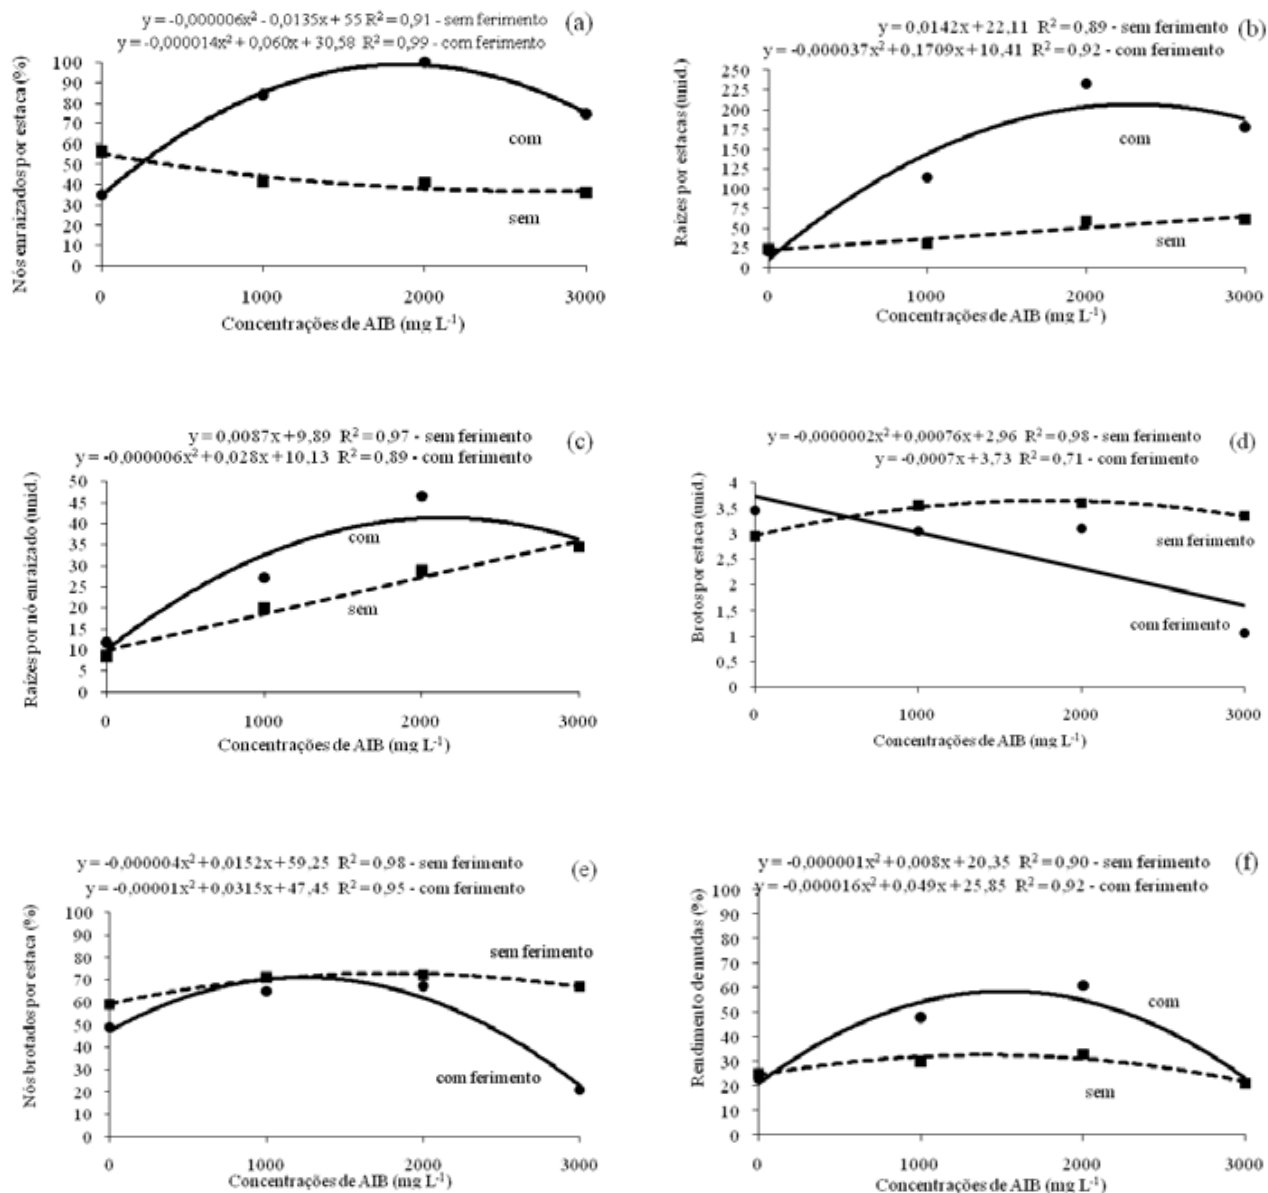 y = -0,000006x² - 0,0135x + 55 R² = 0,91 - sem ferimento
(a)
y = -0,000014x² + 0,060x + 30,58 R² = 0,99 - com ferimento
Nós enraizados por estaca (%)
100
90
80
70
60
50
40
30
20
10
0
com
sem
0 1000 2000 3000
Concentrações de AIB (mg L⁻¹)
y = 0.0142x + 22,11 R² = 0,89 - sem ferimento
(b)
y = -0,000037x² + 0,1709x + 10,41 R² = 0,92 - com ferimento
Raízes por estacas (unid.)
250
225
200
175
150
125
100
75
50
25
0
com
sem
0 1000 2000 3000
Concentrações de AIB (mg L⁻¹)
y = 0,0087x + 9,89 R² = 0,97 - sem ferimento
(c)
y = -0,000006x² + 0,028x + 10,13 R² = 0,89 - com ferimento
Raízes por nó enraizado (unid.)
50
45
40
35
30
25
20
15
10
5
0
com
sem
0 1000 2000 3000
Concentrações de AIB (mg L⁻¹)
y = -0,0000002x² + 0,00076x + 2,96 R² = 0,98 - sem ferimento
(d)
y = -0,0007x + 3,73 R² = 0,71 - com ferimento
Brotos por estaca (unid.)
4
3,5
3
2,5
2
1,5
1
0,5
0
sem ferimento
com ferimento
0 1000 2000 3000
Concentrações de AIB (mg L⁻¹)
y = -0,000004x² + 0,0152x + 59,25 R² = 0,98 - sem ferimento
(e)
y = -0,00001x² + 0,0315x + 47,45 R² = 0,95 - com ferimento
Nós brotados por estaca (%)
100
90
80
70
60
50
40
30
20
10
0
sem ferimento
com ferimento
0 1000 2000 3000
Concentrações de AIB (mg L⁻¹)
y = -0,000001x² + 0,008x + 20,35 R² = 0,90 - sem ferimento
(f)
y = -0,000016x² + 0,049x + 25,85 R² = 0,92 - com ferimento
Rendimento de mudas (%)
100
90
80
70
60
50
40
30
20
10
0
com
sem
0 1000 2000 3000
Concentrações de AIB (mg L⁻¹)